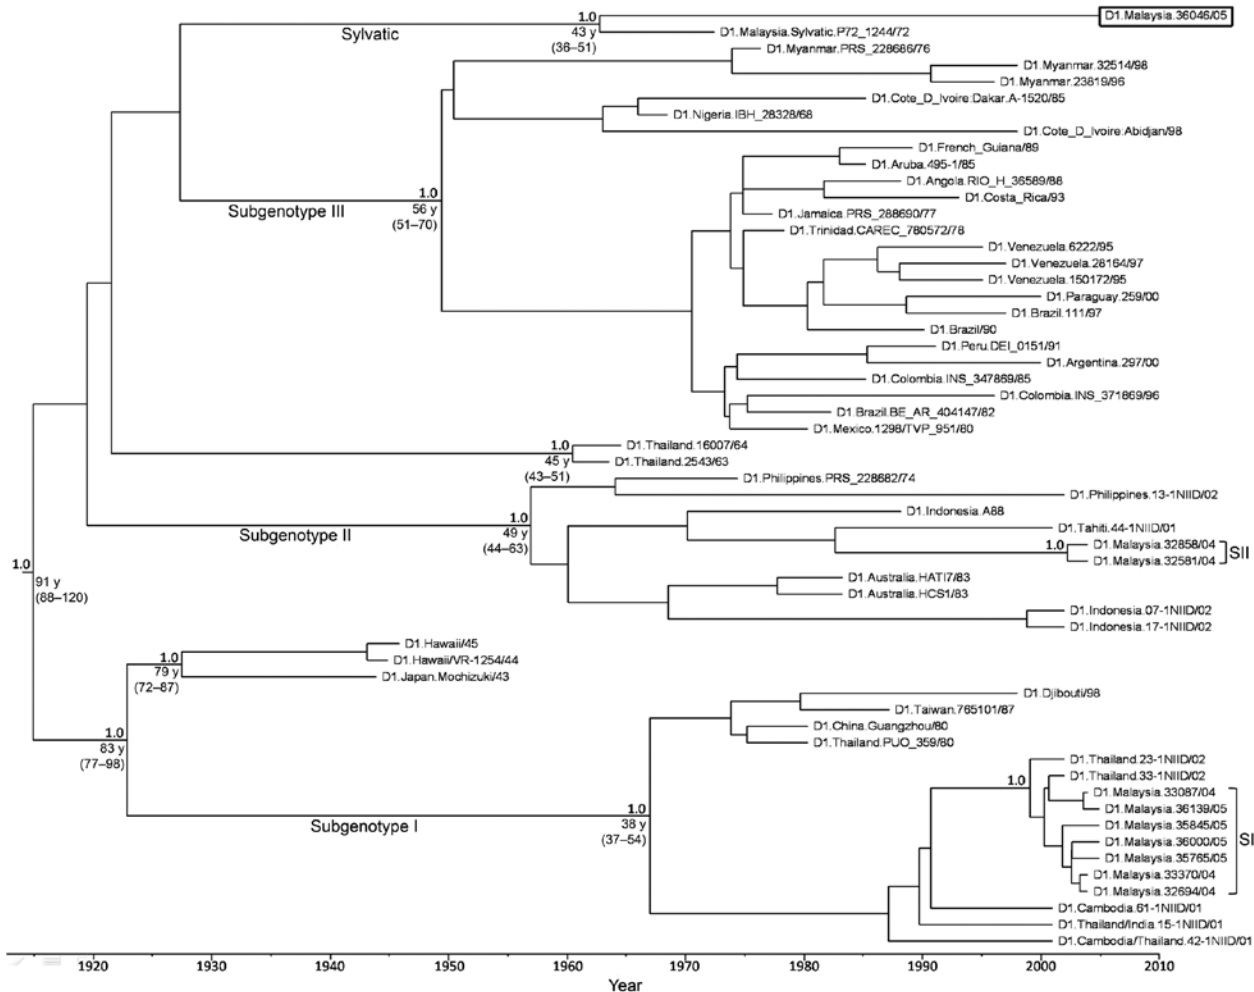 D1.Malaysia.36046/05
1.0
Sylvatic
43 y
(36–51)
D1.Malaysia.Sylvatic.P72_1244/72
D1.Myanmar.PRS_228686/76
D1.Myanmar.32514/98
D1.Myanmar.23819/96
D1.Cote_D_Ivoire.Dakar.A-1520/85
D1.Nigeria.IBH_28328/68
D1.Cote_D_Ivoire.Abidjan/98
D1.French_Guiana/89
D1.Aruba.495-1/85
D1.Angola.RIO_H_36589/88
1.0
D1.Costa_Rica/93
Subgenotype III
56 y
(51–70)
D1.Jamaica.PRS_288690/77
D1.Trinidad.CAREC_780572/78
D1.Venezuela.6222/95
D1.Venezuela.28164/97
D1.Venezuela.150172/95
D1.Paraguay.259/00
D1.Brazil.111/97
D1.Brazil/90
D1.Peru.DEI_0151/91
D1.Argentina.297/00
D1.Colombia.INS_347869/85
D1.Colombia.INS_371869/96
D1.Brazil.BE_AR_404147/82
D1.Mexico.1298/TVP_951/80
1.0
D1.Thailand.16007/64
45 y
D1.Thailand.2543/63
(43–51)
D1.Philippines.PRS_228682/74
D1.Philippines.13-1NIID/02
D1.Indonesia.A88
1.0
Subgenotype II
49 y
(44–63)
D1.Tahiti.44-1NIID/01
1.0
D1.Malaysia.32858/04
SII
D1.Malaysia.32581/04
1.0
91 y
(88–120)
D1.Australia.HATI7/83
D1.Australia.HCS1/83
D1.Indonesia.07-1NIID/02
D1.Indonesia.17-1NIID/02
D1.Hawaii/45
1.0
D1.Hawaii/VR-1254/44
79 y
D1.Japan.Mochizuki/43
(72–87)
D1.Djibouti/98
D1.Taiwan.765101/87
1.0
D1.China.Guangzhou/80
83 y
D1.Thailand.PUO_359/80
(77–98)
D1.Thailand.23-1NIID/02
1.0
D1.Thailand.33-1NIID/02
D1.Malaysia.33087/04
1.0
D1.Malaysia.36139/05
Subgenotype I
38 y
D1.Malaysia.35845/05
(37–54)
D1.Malaysia.36000/05
SI
D1.Malaysia.35765/05
D1.Malaysia.33370/04
D1.Malaysia.32694/04
D1.Cambodia.61-1NIID/01
D1.Thailand/India.15-1NIID/01
D1.Cambodia/Thailand.42-1NIID/01
1920 1930 1940 1950 1960 1970 1980 1990 2000 2010
Year